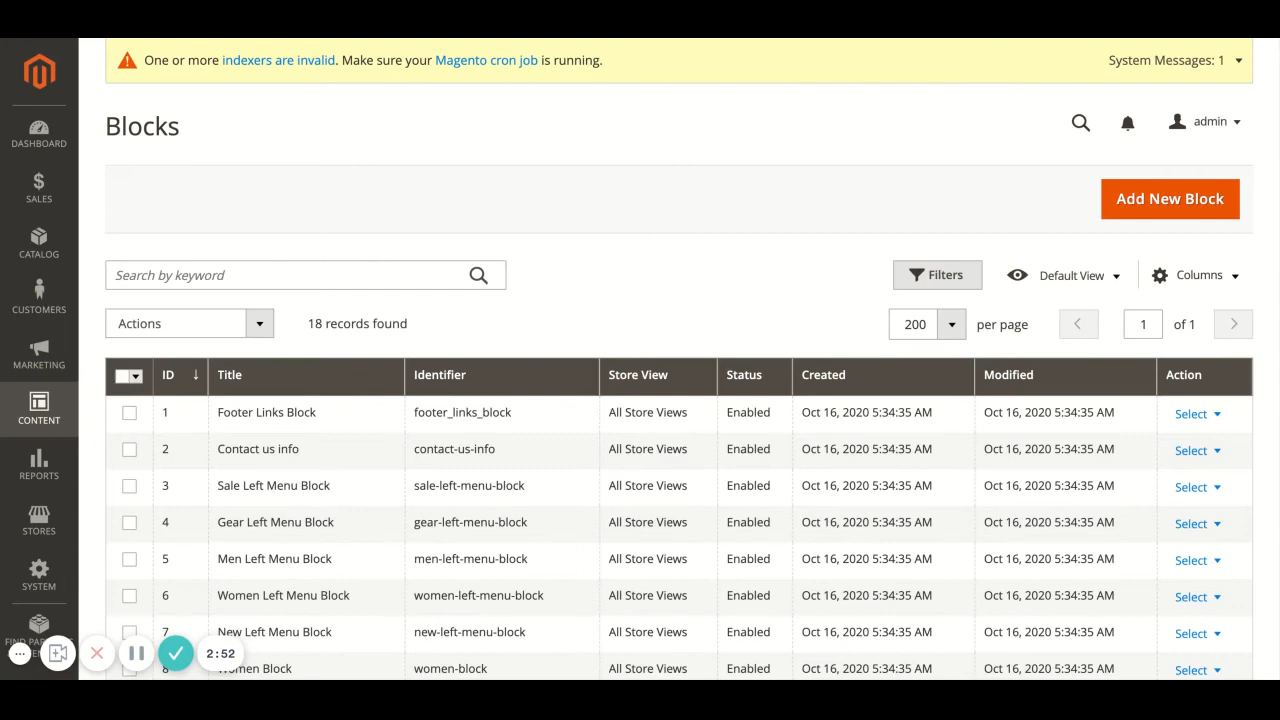 One or more indexers are invalid. Make sure your Magento cron job is running. System Messages: 1
Blocks
admin
DASHBOARD
SALES
CATALOG
CUSTOMERS
MARKETING
CONTENT
REPORTS
STORES
SYSTEM
Add New Block
Search by keyword
Filters Default View Columns
Actions 18 records found 200 per page 1 of 1
ID Title Identifier Store View Status Created Modified Action
1 Footer Links Block footer_links_block All Store Views Enabled Oct 16, 2020 5:34:35 AM Oct 16, 2020 5:34:35 AM Select
2 Contact us info contact-us-info All Store Views Enabled Oct 16, 2020 5:34:35 AM Oct 16, 2020 5:34:35 AM Select
3 Sale Left Menu Block sale-left-menu-block All Store Views Enabled Oct 16, 2020 5:34:35 AM Oct 16, 2020 5:34:35 AM Select
4 Gear Left Menu Block gear-left-menu-block All Store Views Enabled Oct 16, 2020 5:34:35 AM Oct 16, 2020 5:34:35 AM Select
5 Men Left Menu Block men-left-menu-block All Store Views Enabled Oct 16, 2020 5:34:35 AM Oct 16, 2020 5:34:35 AM Select
6 Women Left Menu Block women-left-menu-block All Store Views Enabled Oct 16, 2020 5:34:35 AM Oct 16, 2020 5:34:35 AM Select
7 New Left Menu Block new-left-menu-block All Store Views Enabled Oct 16, 2020 5:34:35 AM Oct 16, 2020 5:34:35 AM Select
8 Women Block women-block All Store Views Enabled Oct 16, 2020 5:34:35 AM Oct 16, 2020 5:34:35 AM Select
FIND
2:52